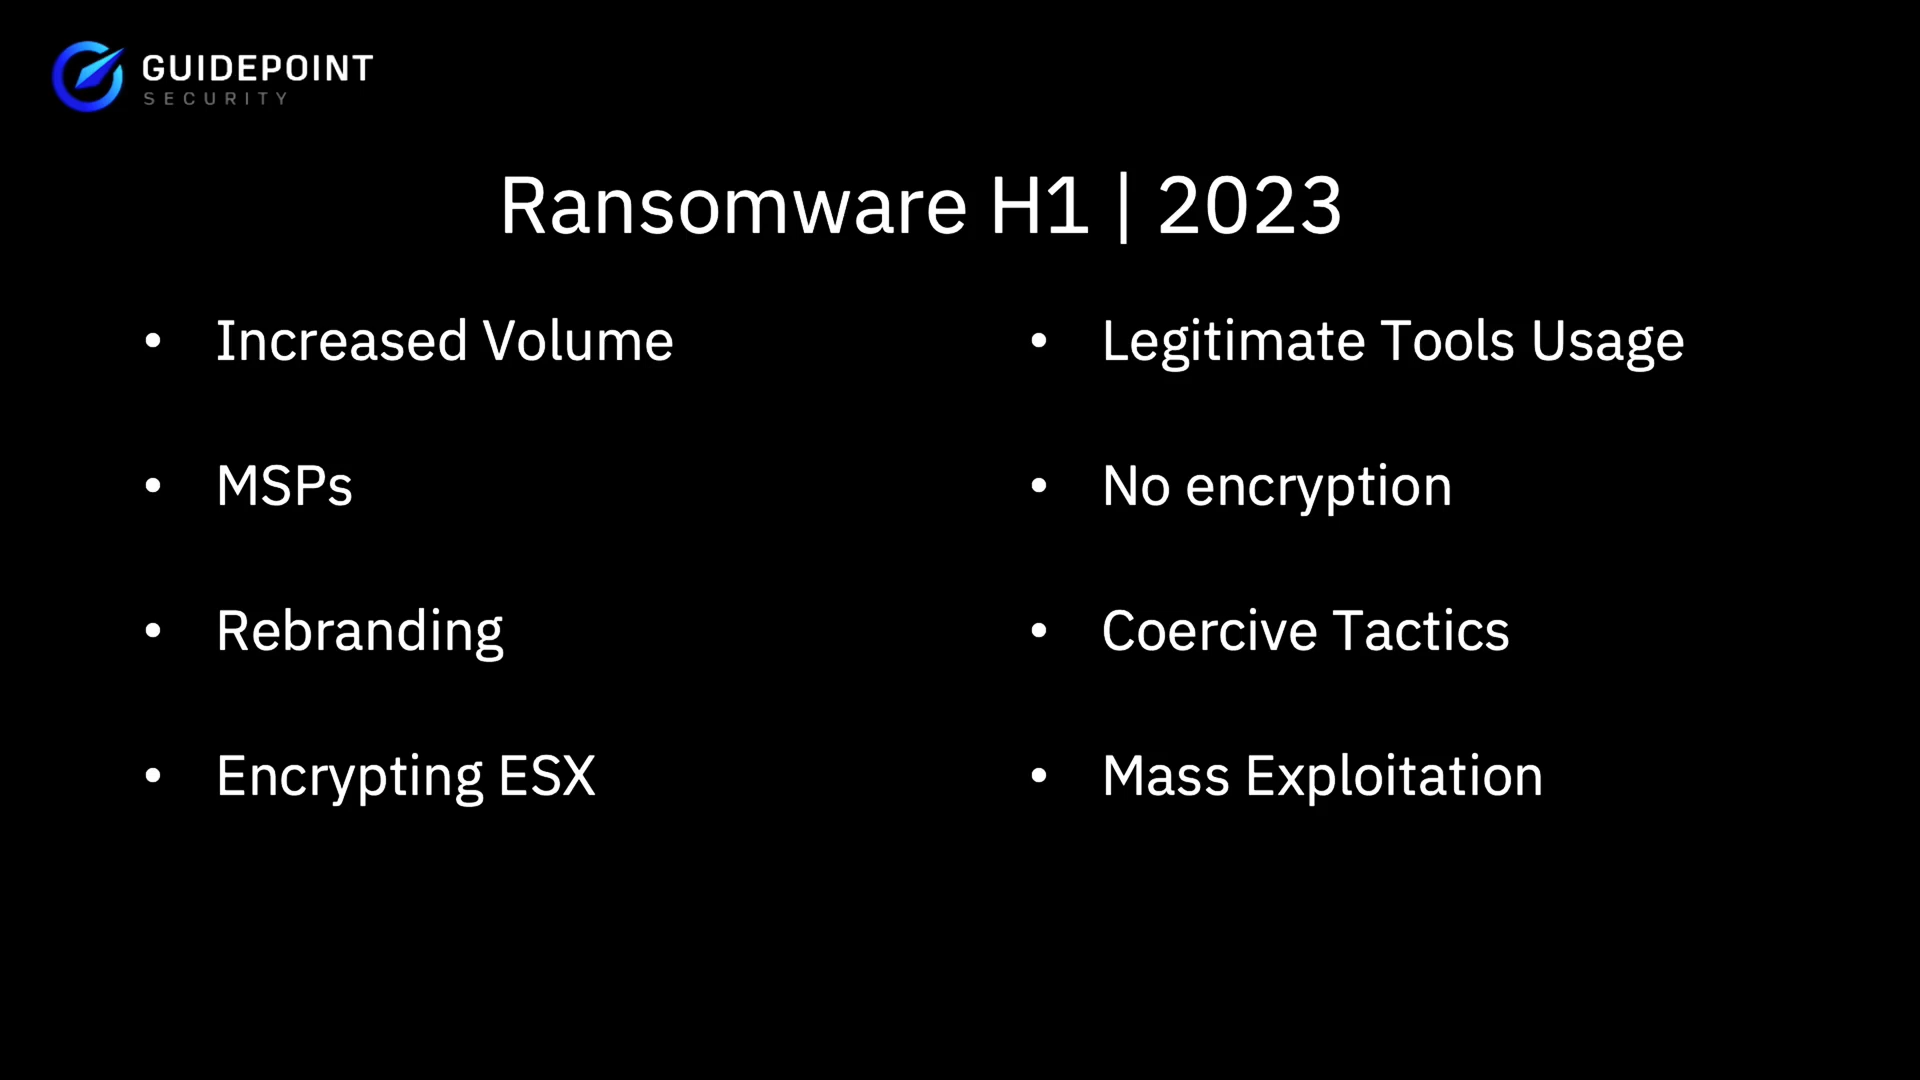 GUIDEPOINT
SECURITY
Ransomware H1 | 2023
• Increased Volume
• MSPs
• Rebranding
• Encrypting ESX
• Legitimate Tools Usage
• No encryption
• Coercive Tactics
• Mass Exploitation